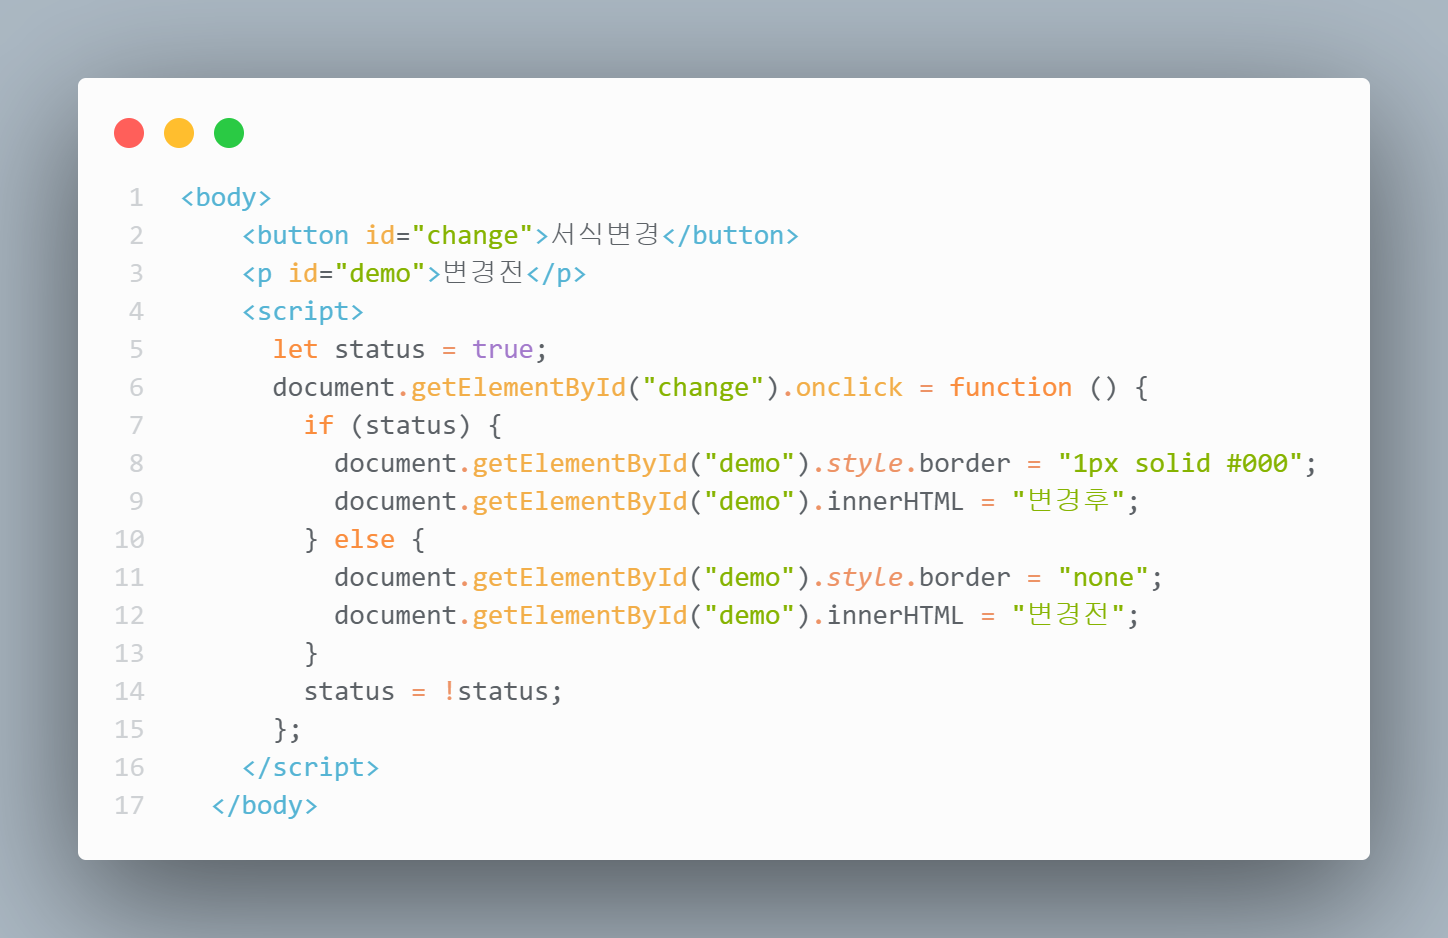 1 <body>
2 <button id="change">서식변경</button>
3 <p id="demo">변경전</p>
4 <script>
5 let status = true;
6 document.getElementById("change").onclick = function () {
7 if (status) {
8 document.getElementById("demo").style.border = "1px solid #000";
9 document.getElementById("demo").innerHTML = "변경후";
10 } else {
11 document.getElementById("demo").style.border = "none";
12 document.getElementById("demo").innerHTML = "변경전";
13 }
14 status = !status;
15 };
16 </script>
17 </body>